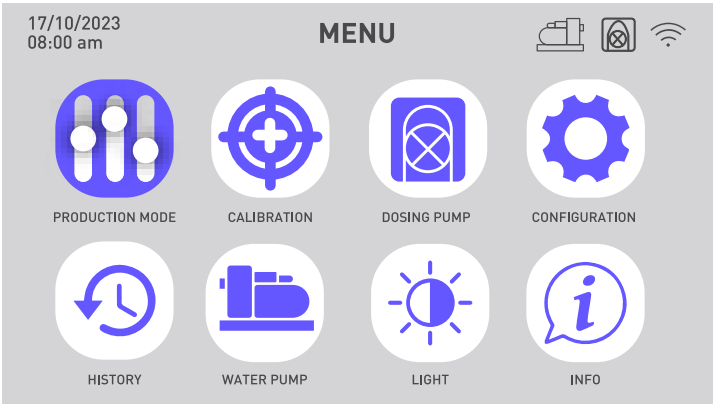 17/10/2023
08:00 am
MENU
PRODUCTION MODE
CALIBRATION
DOSING PUMP
CONFIGURATION
HISTORY
WATER PUMP
LIGHT
i
INFO